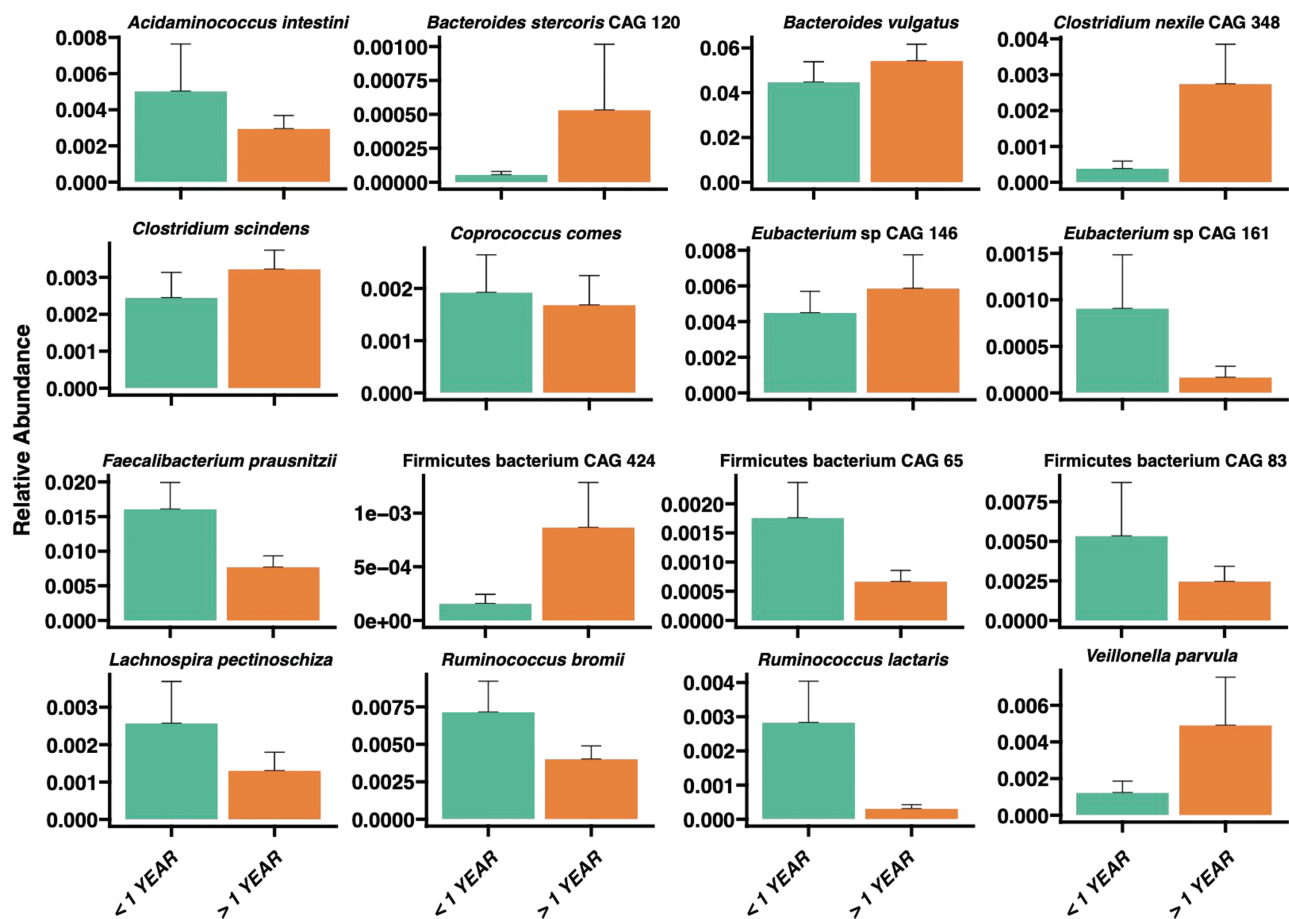 Acidaminococcus intestini
0.008
0.006
0.004
0.002
0.000
Bacteroides stercoris CAG 120
0.00100
0.00075
0.00050
0.00025
0.00000
Bacteroides vulgatus
0.06
0.04
0.02
0.00
Clostridium nexile CAG 348
0.004
0.003
0.002
0.001
0.000
Relative Abundance
Clostridium scindens
0.003
0.002
0.001
0.000
Coprococcus comes
0.002
0.001
0.000
Eubacterium sp CAG 146
0.008
0.006
0.004
0.002
0.000
Eubacterium sp CAG 161
0.0015
0.0010
0.0005
0.0000
Faecalibacterium prausnitzii
0.020
0.015
0.010
0.005
0.000
Firmicutes bacterium CAG 424
1e−03
5e−04
0e+00
Firmicutes bacterium CAG 65
0.0020
0.0015
0.0010
0.0005
0.0000
Firmicutes bacterium CAG 83
0.0075
0.0050
0.0025
0.0000
Lachnospira pectinoschiza
0.003
0.002
0.001
0.000
< 1 YEAR
> 1 YEAR
Ruminococcus bromii
0.0075
0.0050
0.0025
0.0000
< 1 YEAR
> 1 YEAR
Ruminococcus lactaris
0.004
0.003
0.002
0.001
0.000
< 1 YEAR
> 1 YEAR
Veillonella parvula
0.006
0.004
0.002
0.000
< 1 YEAR
> 1 YEAR